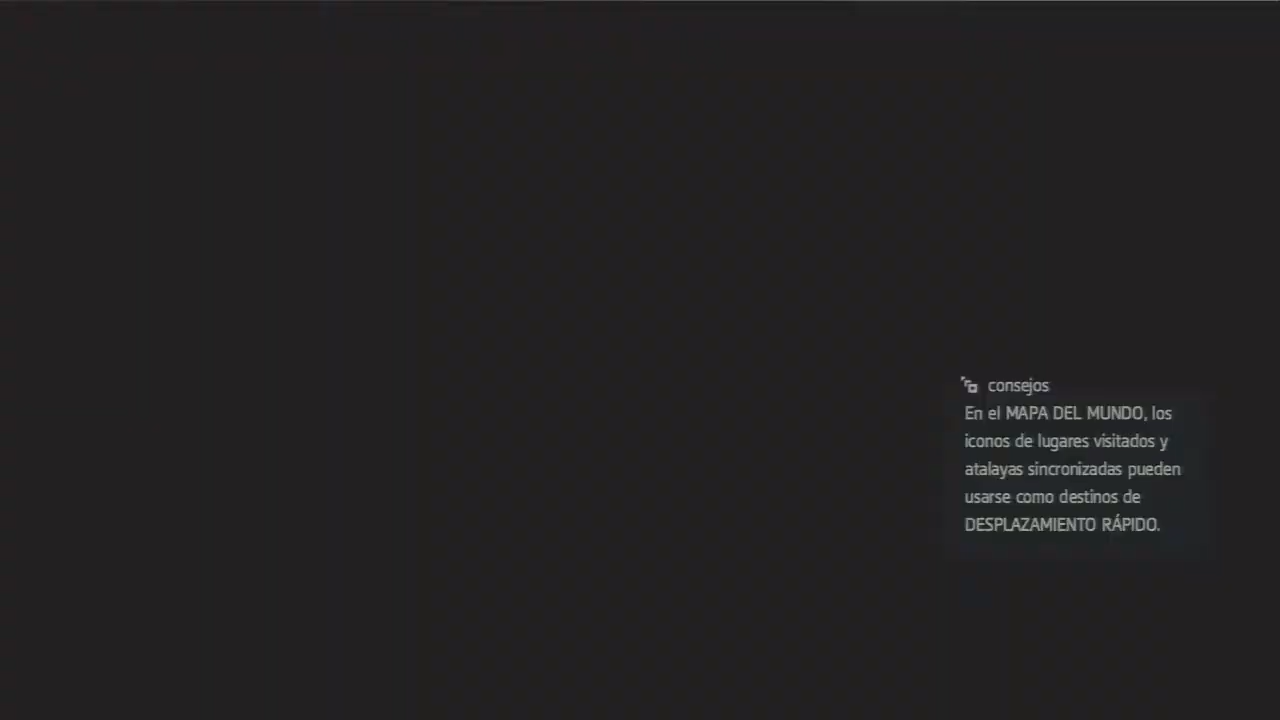 consejos
En el MAPA DEL MUNDO, los
iconos de lugares visitados y
atalayas sincronizadas pueden
usarse como destinos de
DESPLAZAMIENTO RÁPIDO.